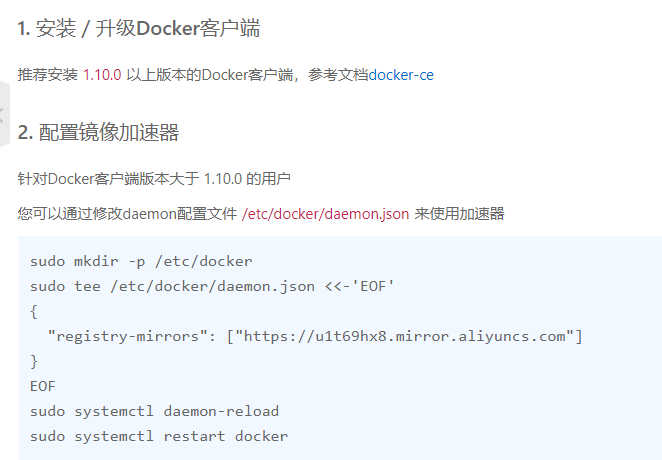 1. 安装 / 升级Docker客户端
推荐安装 1.10.0 以上版本的Docker客户端，参考文档docker-ce
2. 配置镜像加速器
针对Docker客户端版本大于 1.10.0 的用户
您可以通过修改daemon配置文件 /etc/docker/daemon.json 来使用加速器
sudo mkdir -p /etc/docker
sudo tee /etc/docker/daemon.json <<-'EOF'
{
  "registry-mirrors": ["https://u1t69hx8.mirror.aliyuncs.com"]
}
EOF
sudo systemctl daemon-reload
sudo systemctl restart docker